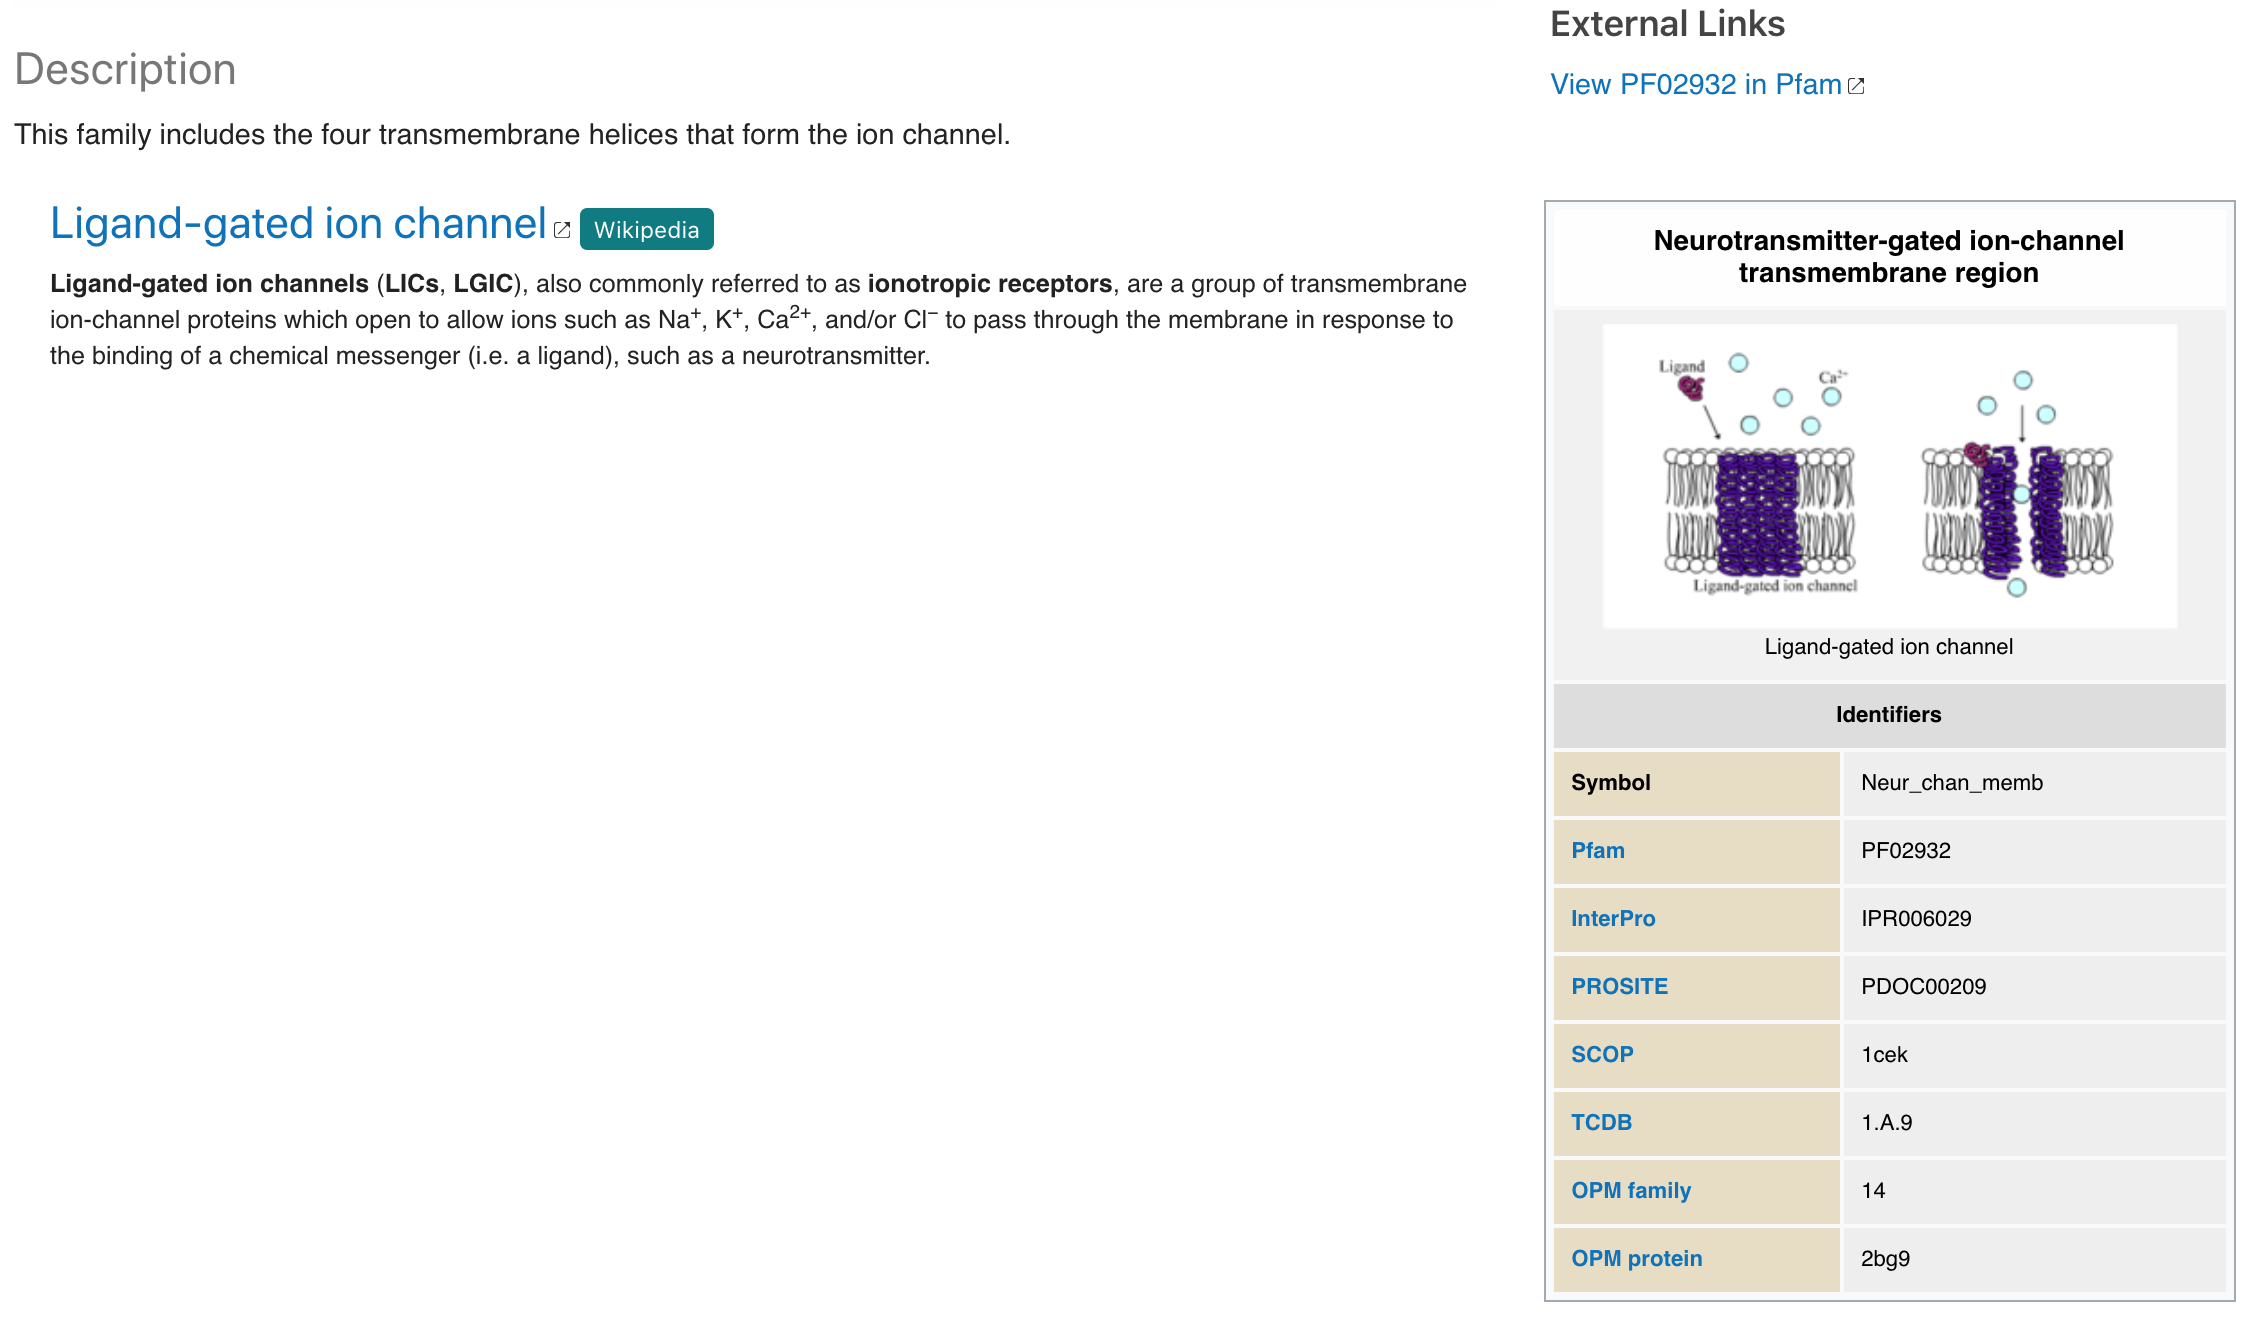 Description
This family includes the four transmembrane helices that form the ion channel.
Ligand-gated ion channel Wikipedia
Ligand-gated ion channels (LICs, LGIC), also commonly referred to as ionotropic receptors, are a group of transmembrane
ion-channel proteins which open to allow ions such as Na⁺, K⁺, Ca²⁺, and/or Cl⁻ to pass through the membrane in response to
the binding of a chemical messenger (i.e. a ligand), such as a neurotransmitter.
External Links
View PF02932 in Pfam
Neurotransmitter-gated ion-channel
transmembrane region
Ligand
Ca²⁻
Ligand-gated ion channel
Ligand-gated ion channel
Identifiers
Symbol Neur_chan_memb
Pfam PF02932
InterPro IPR006029
PROSITE PDOC00209
SCOP 1cek
TCDB 1.A.9
OPM family 14
OPM protein 2bg9